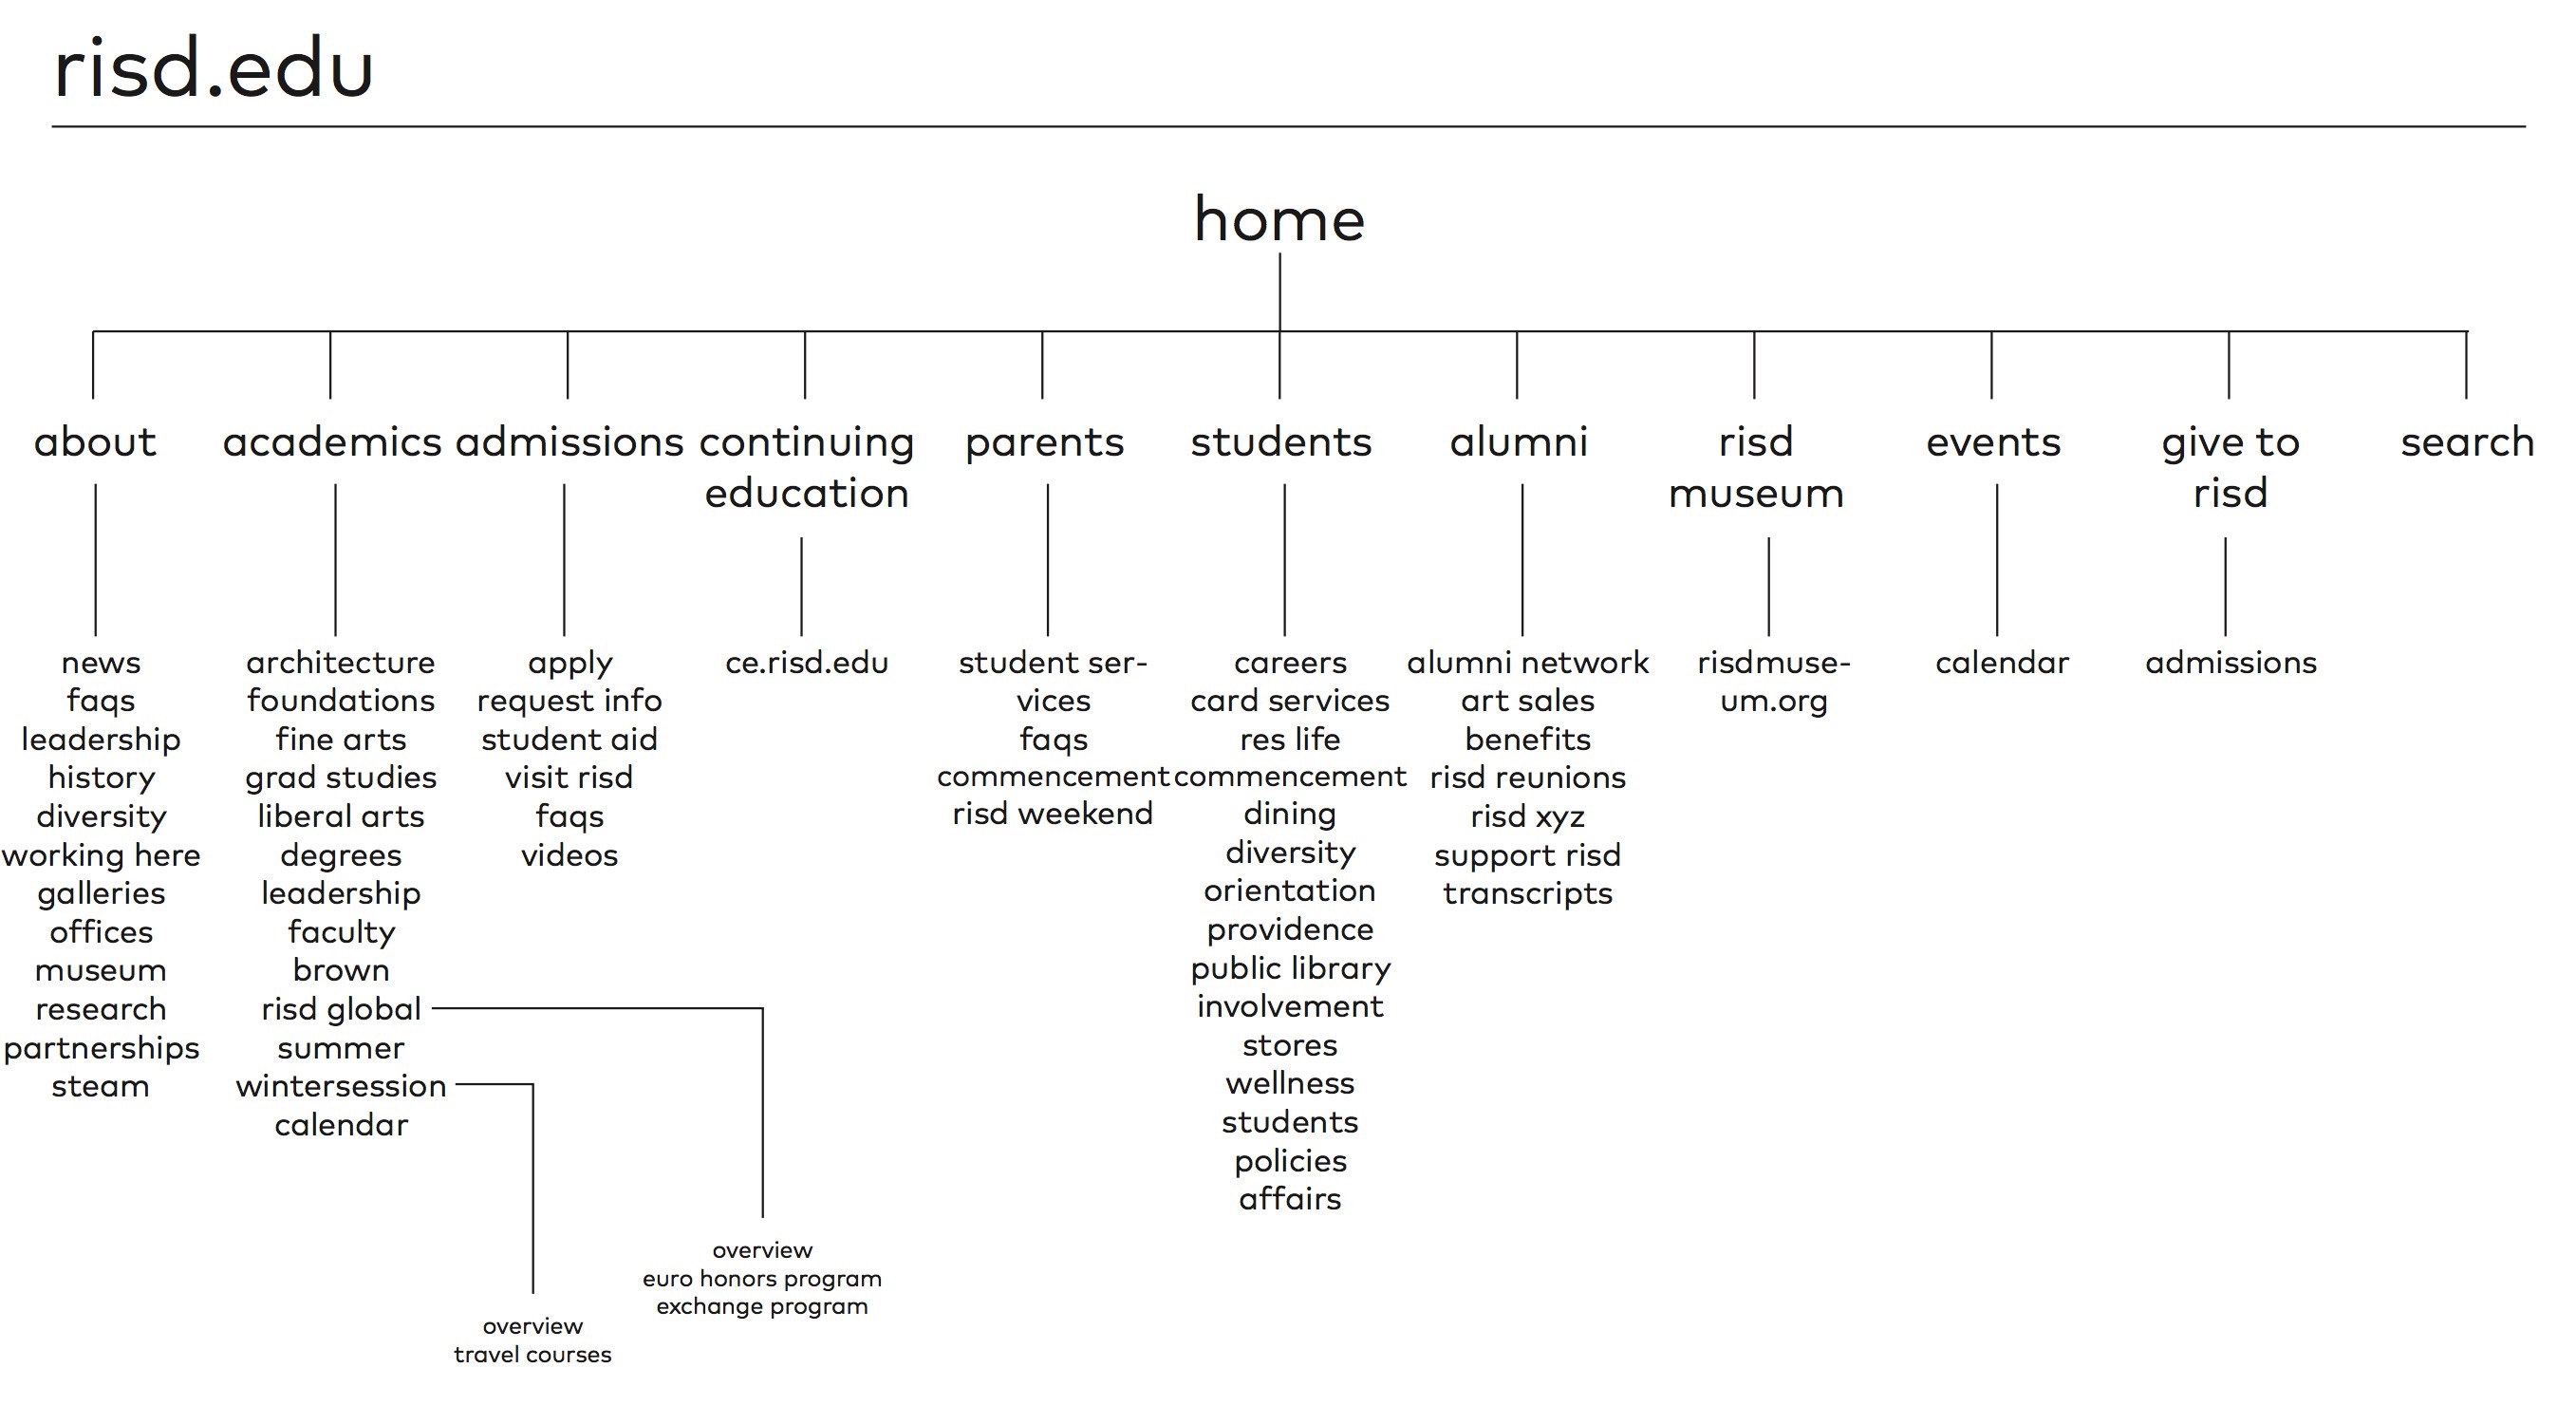 risd.edu
home
about
academics
admissions
continuing
education
parents
students
alumni
risd
museum
events
give to
risd
search
news
faqs
leadership
history
diversity
working here
galleries
offices
museum
research
partnerships
steam
architecture
foundations
fine arts
grad studies
liberal arts
degrees
leadership
faculty
brown
risd global
summer
wintersession
calendar
overview
travel courses
overview
euro honors program
exchange program
apply
request info
student aid
visit risd
faqs
videos
ce.risd.edu
student ser-
vices
faqs
commencement
risd weekend
careers
card services
res life
commencement
dining
diversity
orientation
providence
public library
involvement
stores
wellness
students
policies
affairs
alumni network
art sales
benefits
risd reunions
risd xyz
support risd
transcripts
risdmuse-
um.org
calendar
admissions